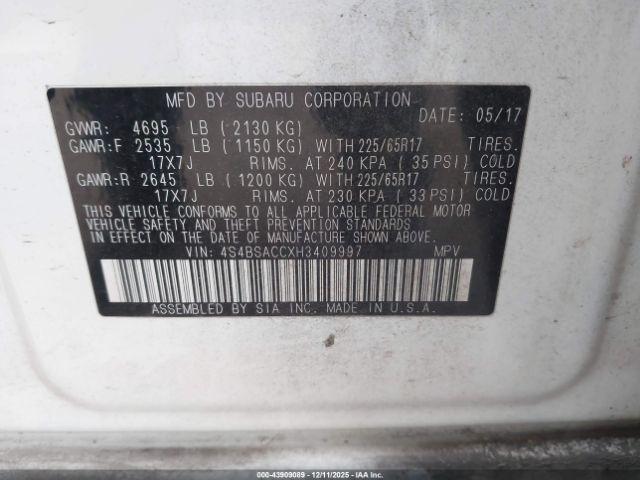 MFD BY SUBARU CORPORATION
DATE: 05/17
GVWR: 4695 LB ( 2130 KG)
GAWR:F 2535 LB ( 1150 KG) WITH 225/65R17 TIRES.
17X7J RIMS. AT 240 KPA ( 35 PSI) COLD
GAWR:R 2645 LB ( 1200 KG) WITH 225/65R17 TIRES.
17X7J RIMS. AT 230 KPA ( 33 PSI) COLD
THIS VEHICLE CONFORMS TO ALL APPLICABLE FEDERAL MOTOR
VEHICLE SAFETY AND THEFT PREVENTION STANDARDS
IN EFFECT ON THE DATE OF MANUFACTURE SHOWN ABOVE.
VIN: 4S4BSACCXH3409997 MPV
ASSEMBLED BY SIA INC. MADE IN U.S.A.
000-43909089 - 12/11/2025 - IAAI.COM